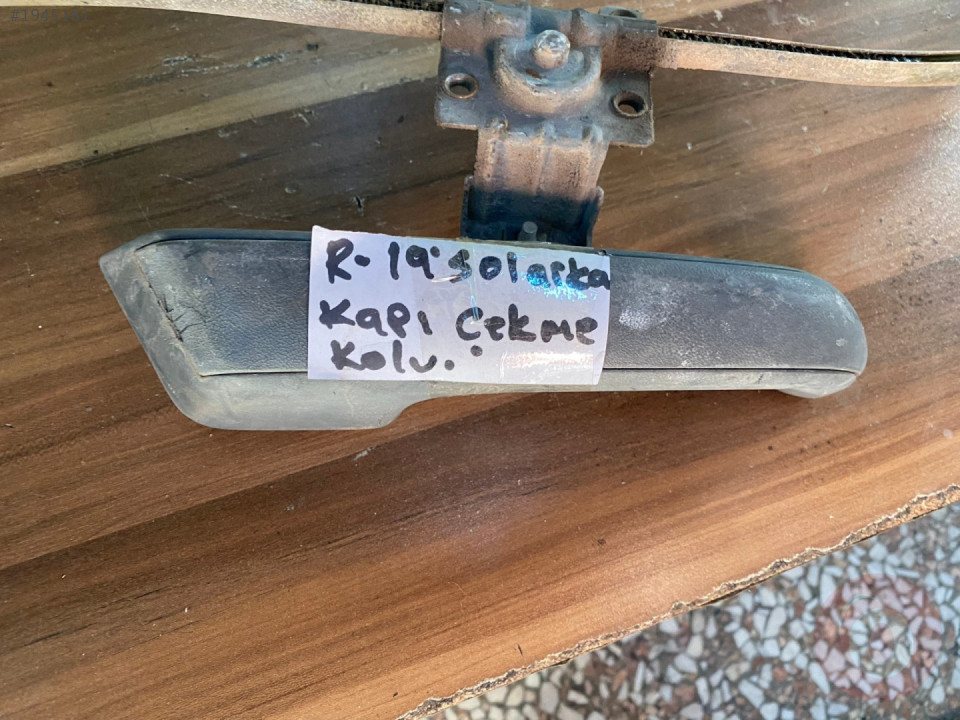 R-19 solarka
Kapı Çekme
Kolu.